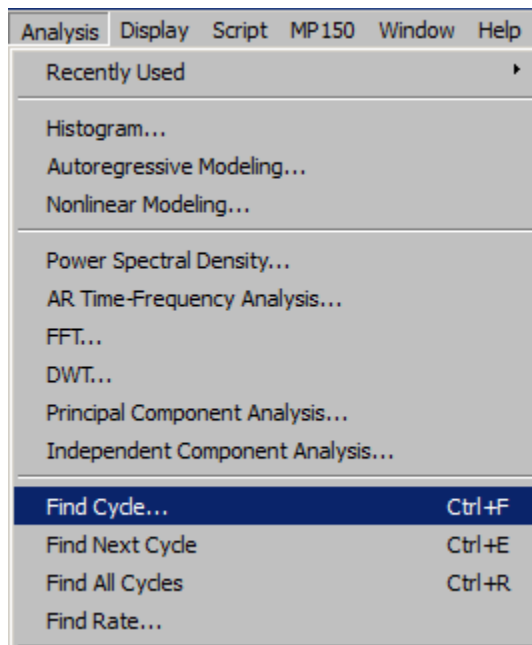 Analysis Display Script MP150 Window Help
Recently Used
Histogram...
Autoregressive Modeling...
Nonlinear Modeling...
Power Spectral Density...
AR Time-Frequency Analysis...
FFT...
DWT...
Principal Component Analysis...
Independent Component Analysis...
Find Cycle... Ctrl+F
Find Next Cycle Ctrl+E
Find All Cycles Ctrl+R
Find Rate...